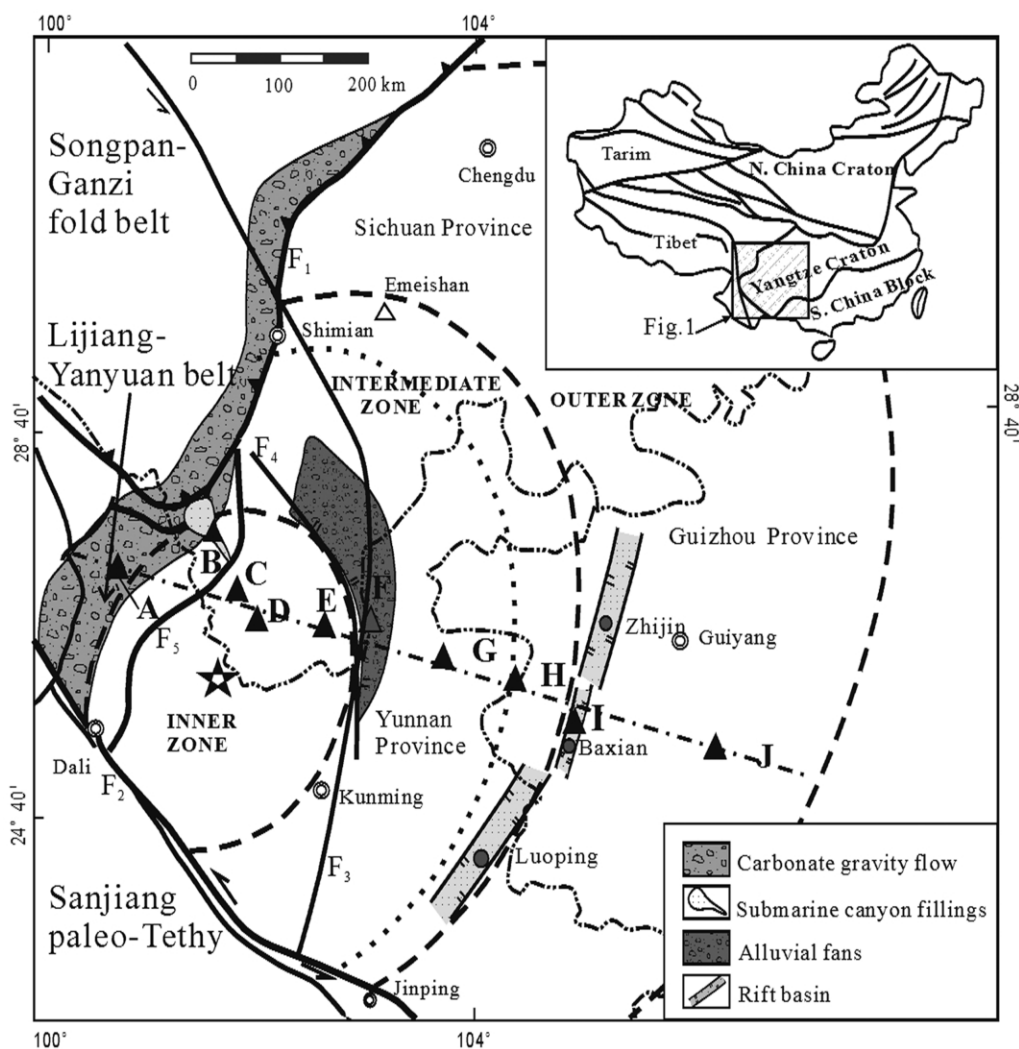 100°
104°
0
100
200 km
Songpan-
Ganzi
fold belt
Chengdu
Sichuan Province
F1
Emeishan
Shimian
Lijiang-
Yanyuan belt
INTERMEDIATE
ZONE
OUTER ZONE
Tarim
N. China Craton
Tibet
Yangtze Craton
S. China Block
Fig.1
28° 40'
28° 40'
F4
Guizhou Province
B
C
A
D
E
F
F5
Zhijin
Guiyang
G
H
INNER
ZONE
I
Yunnan
Province
Baxian
J
Dali
F2
Kunming
24° 40'
F3
Luoping
Sanjiang
paleo-Tethy
Jinping
Carbonate gravity flow
Submarine canyon fillings
Alluvial fans
Rift basin
100°
104°